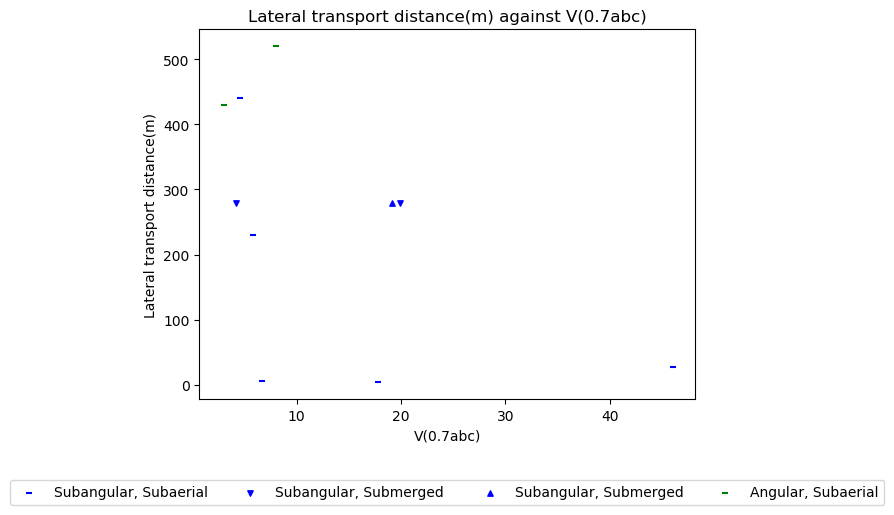 Lateral transport distance(m) against V(0.7abc)
500
400
300
200
100
0
Lateral transport distance(m)
10 20 30 40
V(0.7abc)
Subangular, Subaerial Subangular, Submerged Subangular, Submerged Angular, Subaerial